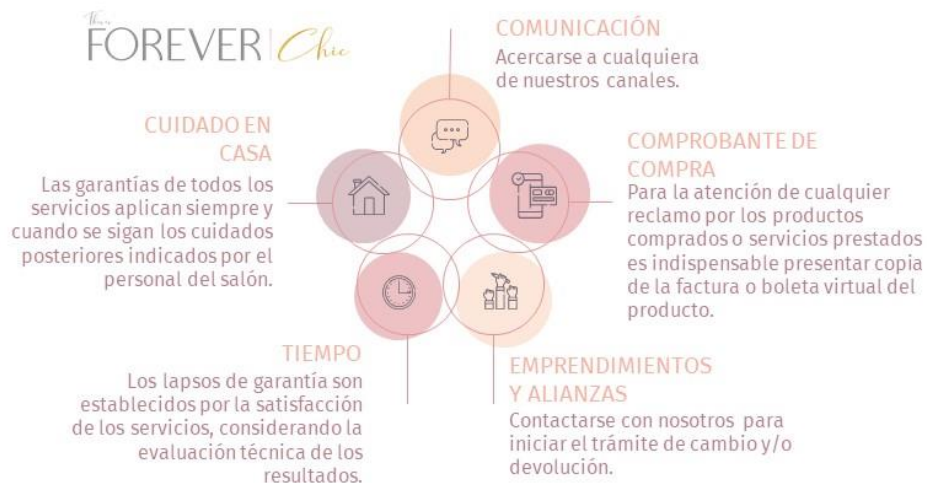 This is
FOREVER | Chic
COMUNICACIÓN
Acercarse a cualquiera
de nuestros canales.
CUIDADO EN
CASA
Las garantías de todos los
servicios aplican siempre y
cuando se sigan los cuidados
posteriores indicados por el
personal del salón.
COMPROBANTE DE
COMPRA
Para la atención de cualquier
reclamo por los productos
comprados o servicios prestados
es indispensable presentar copia
de la factura o boleta virtual del
producto.
TIEMPO
Los lapsos de garantía son
establecidos por la satisfacción
de los servicios, considerando la
evaluación técnica de los
resultados.
EMPRENDIMIENTOS
Y ALIANZAS
Contactarse con nosotros para
iniciar el trámite de cambio y/o
devolución.